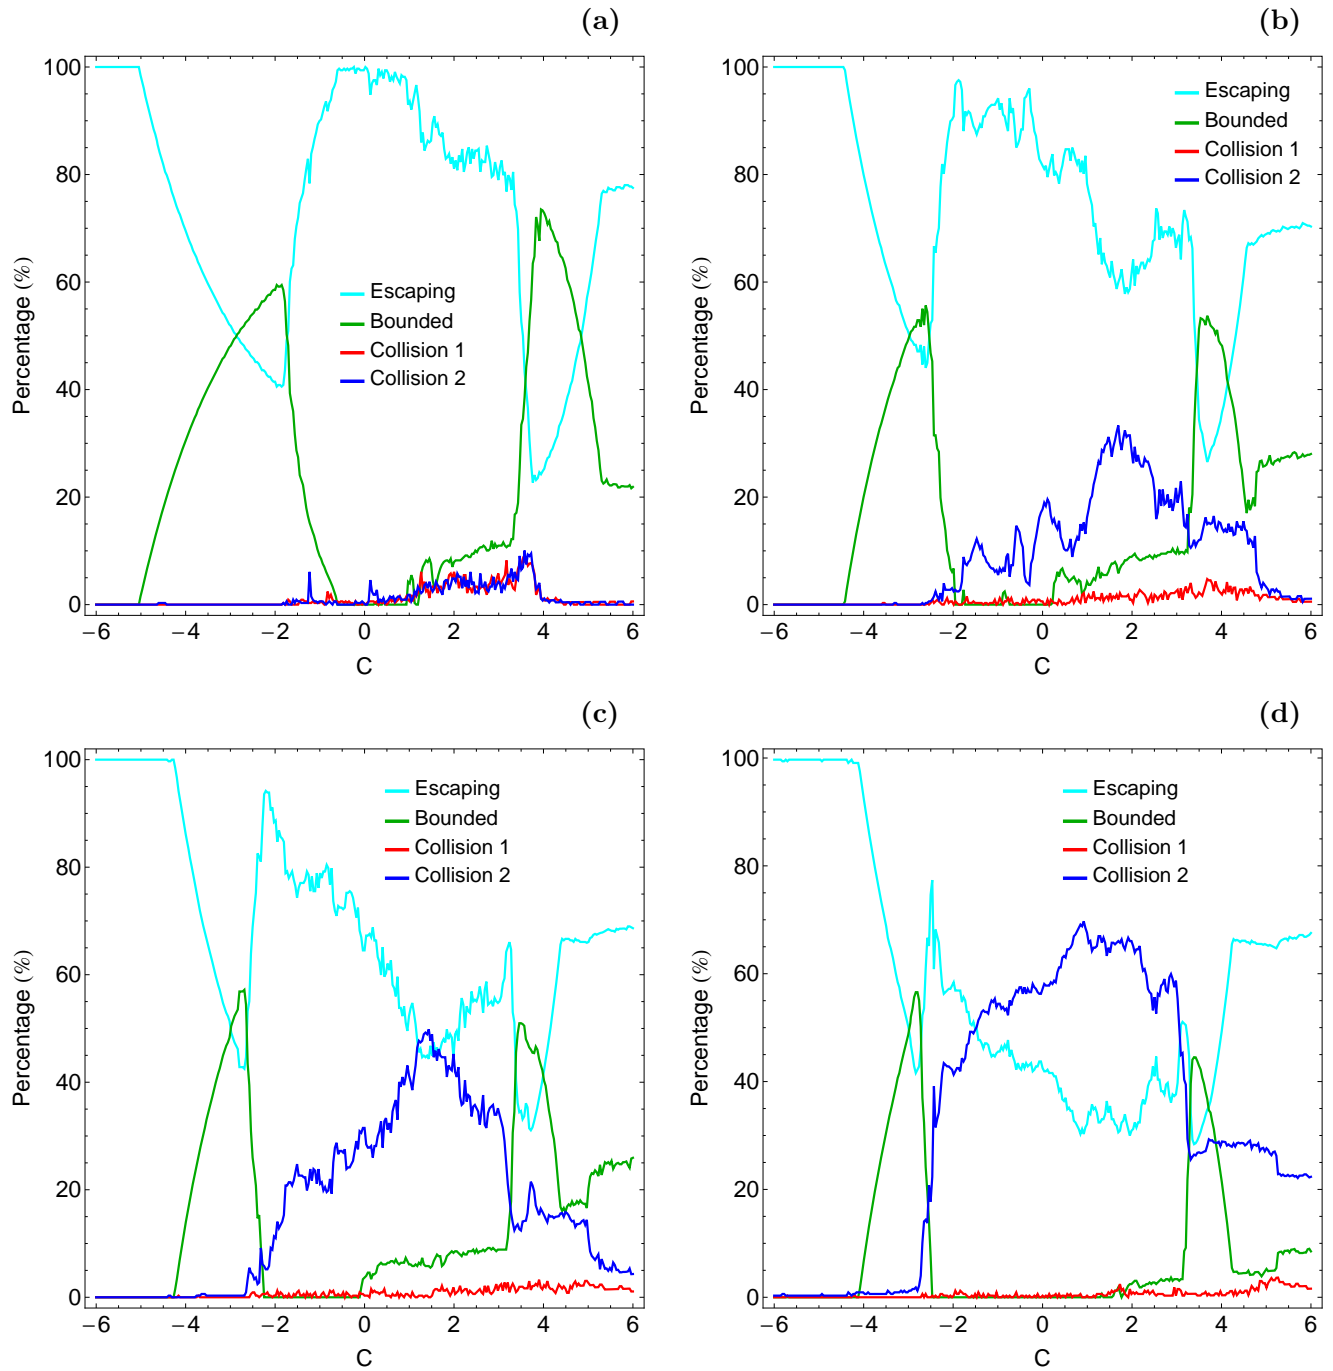 (a)
100
80
60
40
20
0
Percentage (%)
Escaping
Bounded
Collision 1
Collision 2
−6 −4 −2 0 2 4 6
C
(b)
100
80
60
40
20
0
Percentage (%)
Escaping
Bounded
Collision 1
Collision 2
−6 −4 −2 0 2 4 6
C
(c)
100
80
60
40
20
0
Percentage (%)
Escaping
Bounded
Collision 1
Collision 2
−6 −4 −2 0 2 4 6
C
(d)
100
80
60
40
20
0
Percentage (%)
Escaping
Bounded
Collision 1
Collision 2
−6 −4 −2 0 2 4 6
C